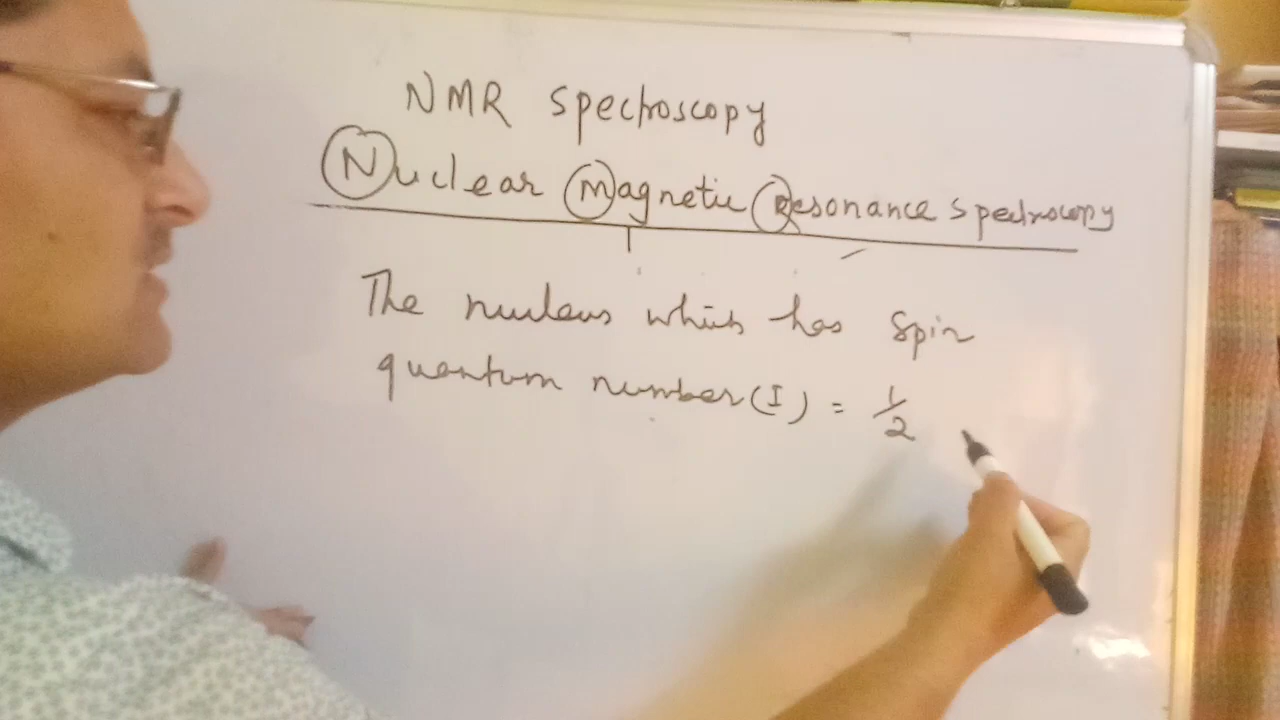 NMR spectroscopy
Nuclear Magnetic Resonance spectroscopy
The nucleus which has spin
quantum number (I) = 1/2